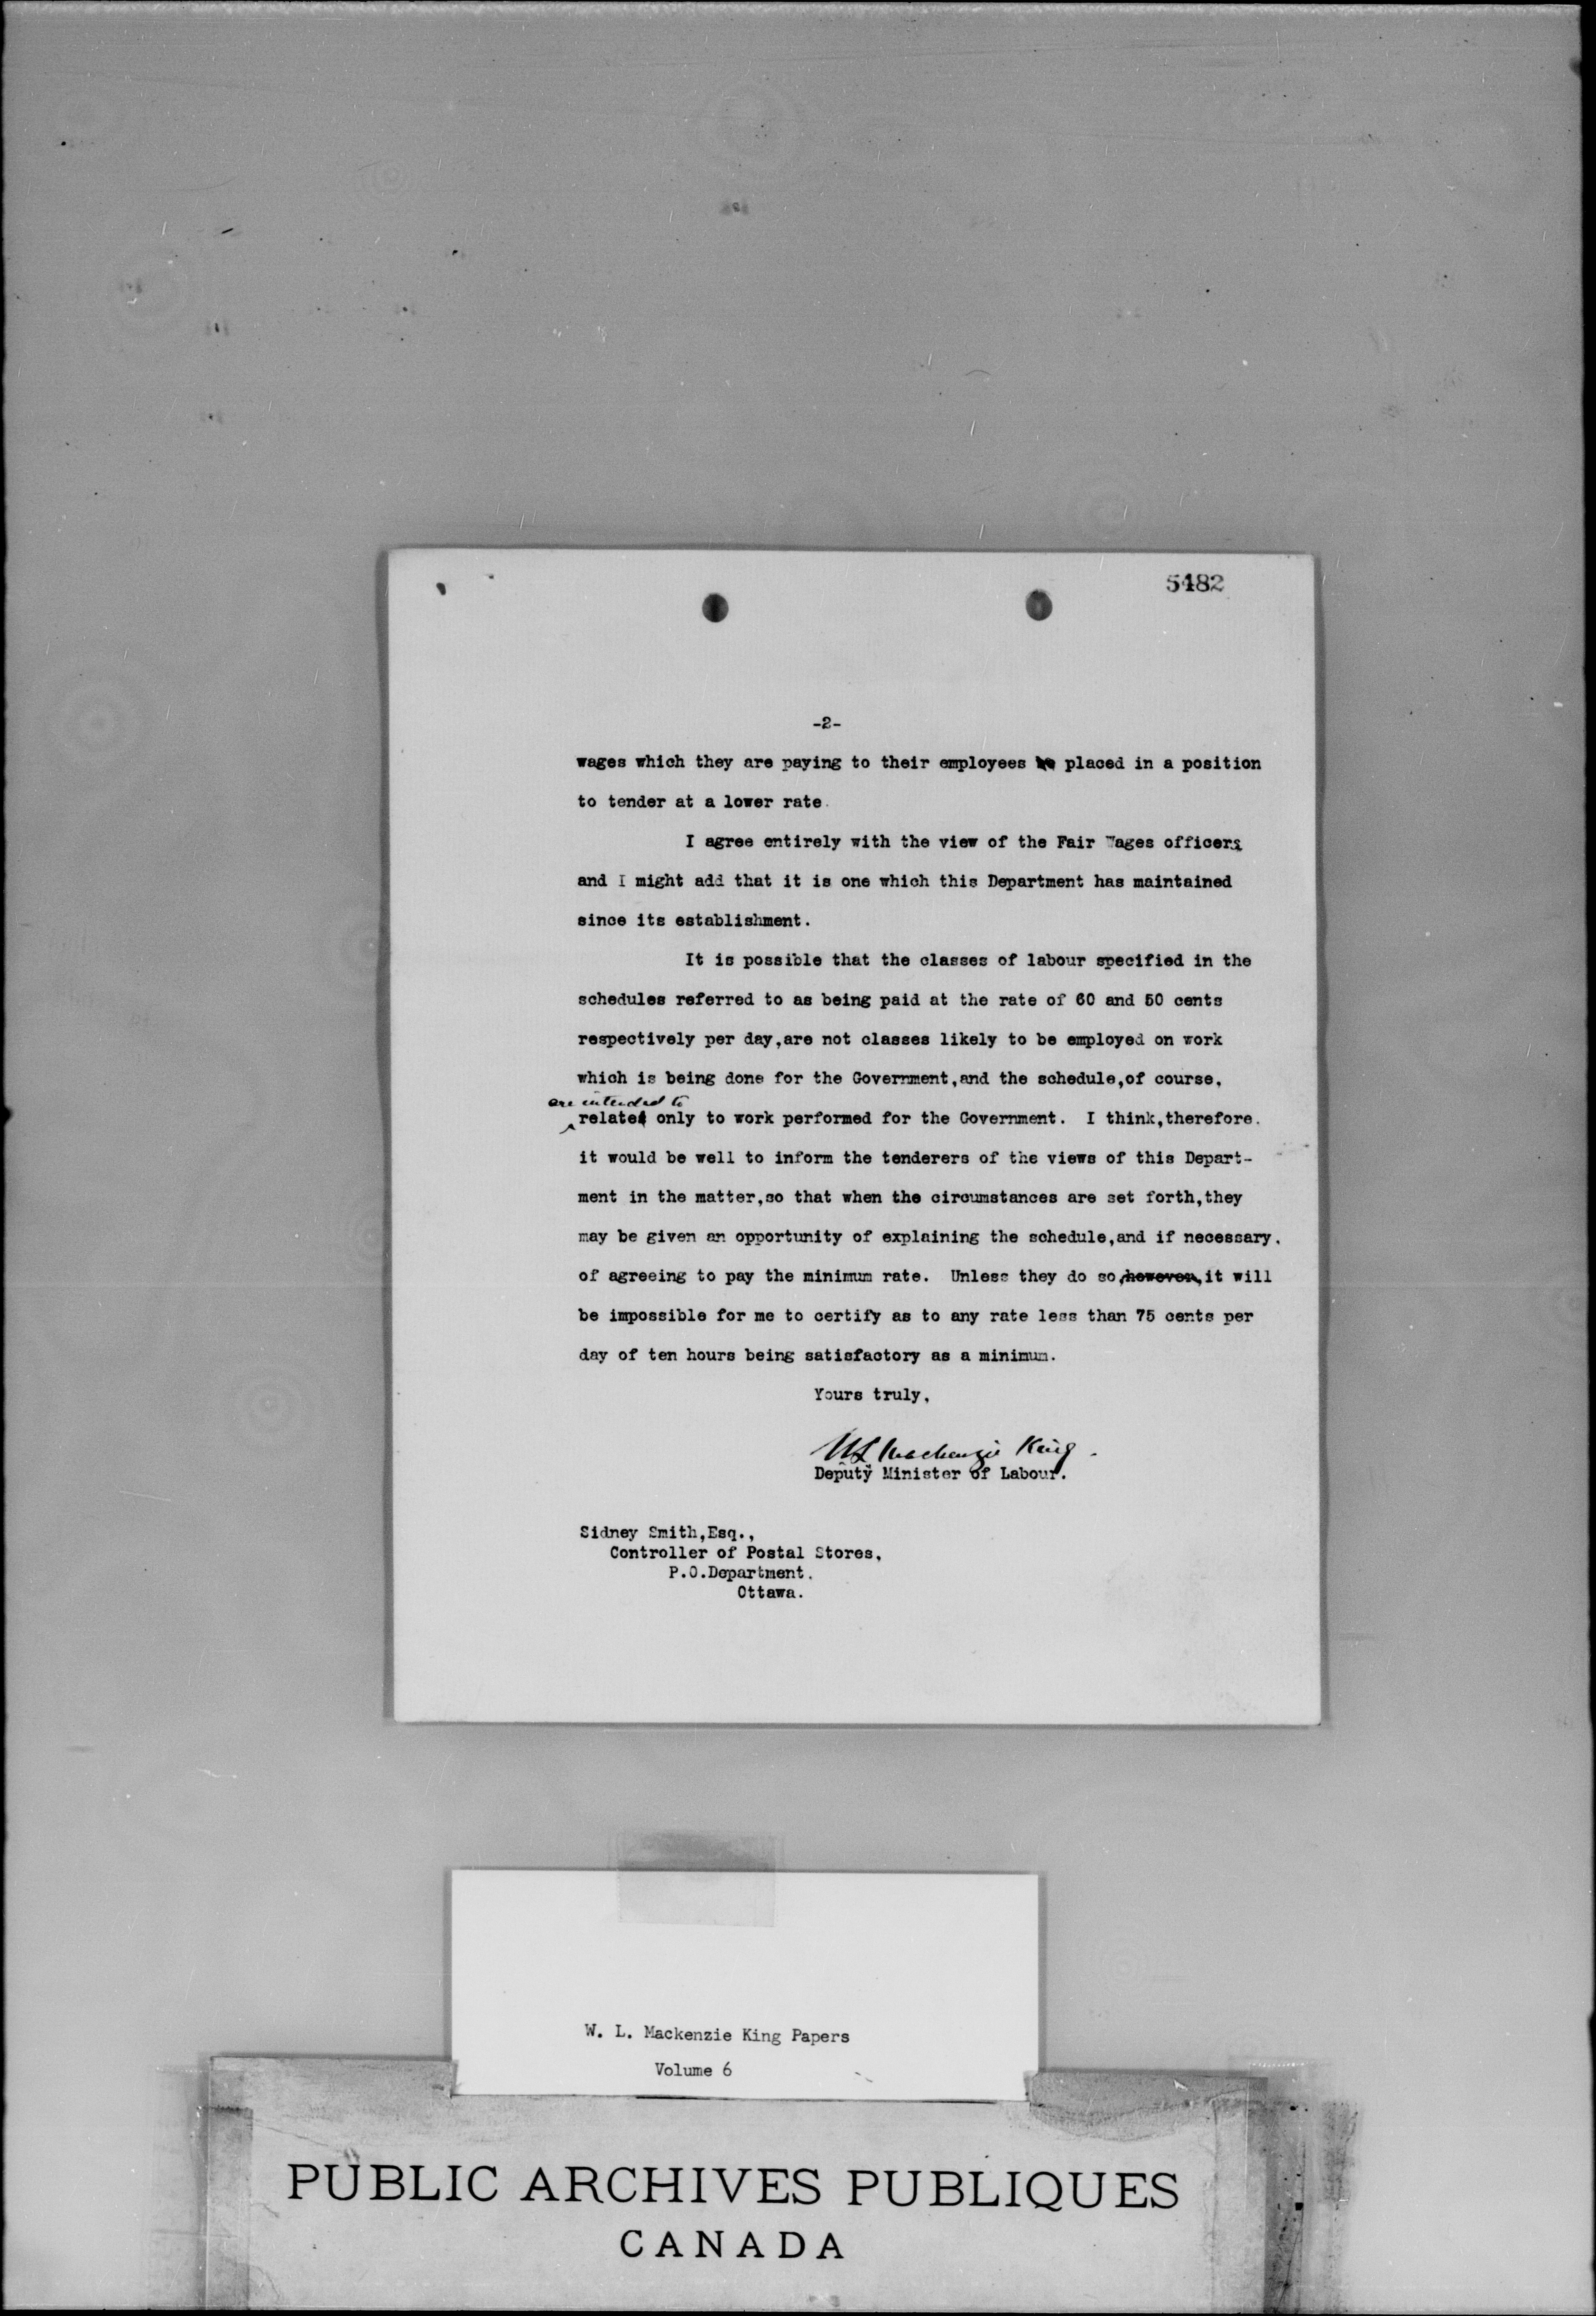 5482
-2-
wages which they are paying to their employees be placed in a position
to tender at a lower rate.
I agree entirely with the view of the Fair Wages officers
and I might add that it is one which this Department has maintained
since its establishment.
It is possible that the classes of labour specified in the
schedules referred to as being paid at the rate of 60 and 50 cents
respectively per day,are not classes likely to be employed on work
which is being done for the Government,and the schedule,of course,
are intended to
relate only to work performed for the Government. I think,therefore,
it would be well to inform the tenderers of the views of this Depart-
ment in the matter,so that when the circumstances are set forth,they
may be given an opportunity of explaining the schedule,and if necessary,
of agreeing to pay the minimum rate. Unless they do so,however,it will
be impossible for me to certify as to any rate less than 75 cents per
day of ten hours being satisfactory as a minimum.
Yours truly,
WL Mackenzie King.
Deputy Minister of Labour.
Sidney Smith,Esq.,
Controller of Postal Stores,
P.O.Department.
Ottawa.
W. L. Mackenzie King Papers
Volume 6
PUBLIC ARCHIVES PUBLIQUES
CANADA